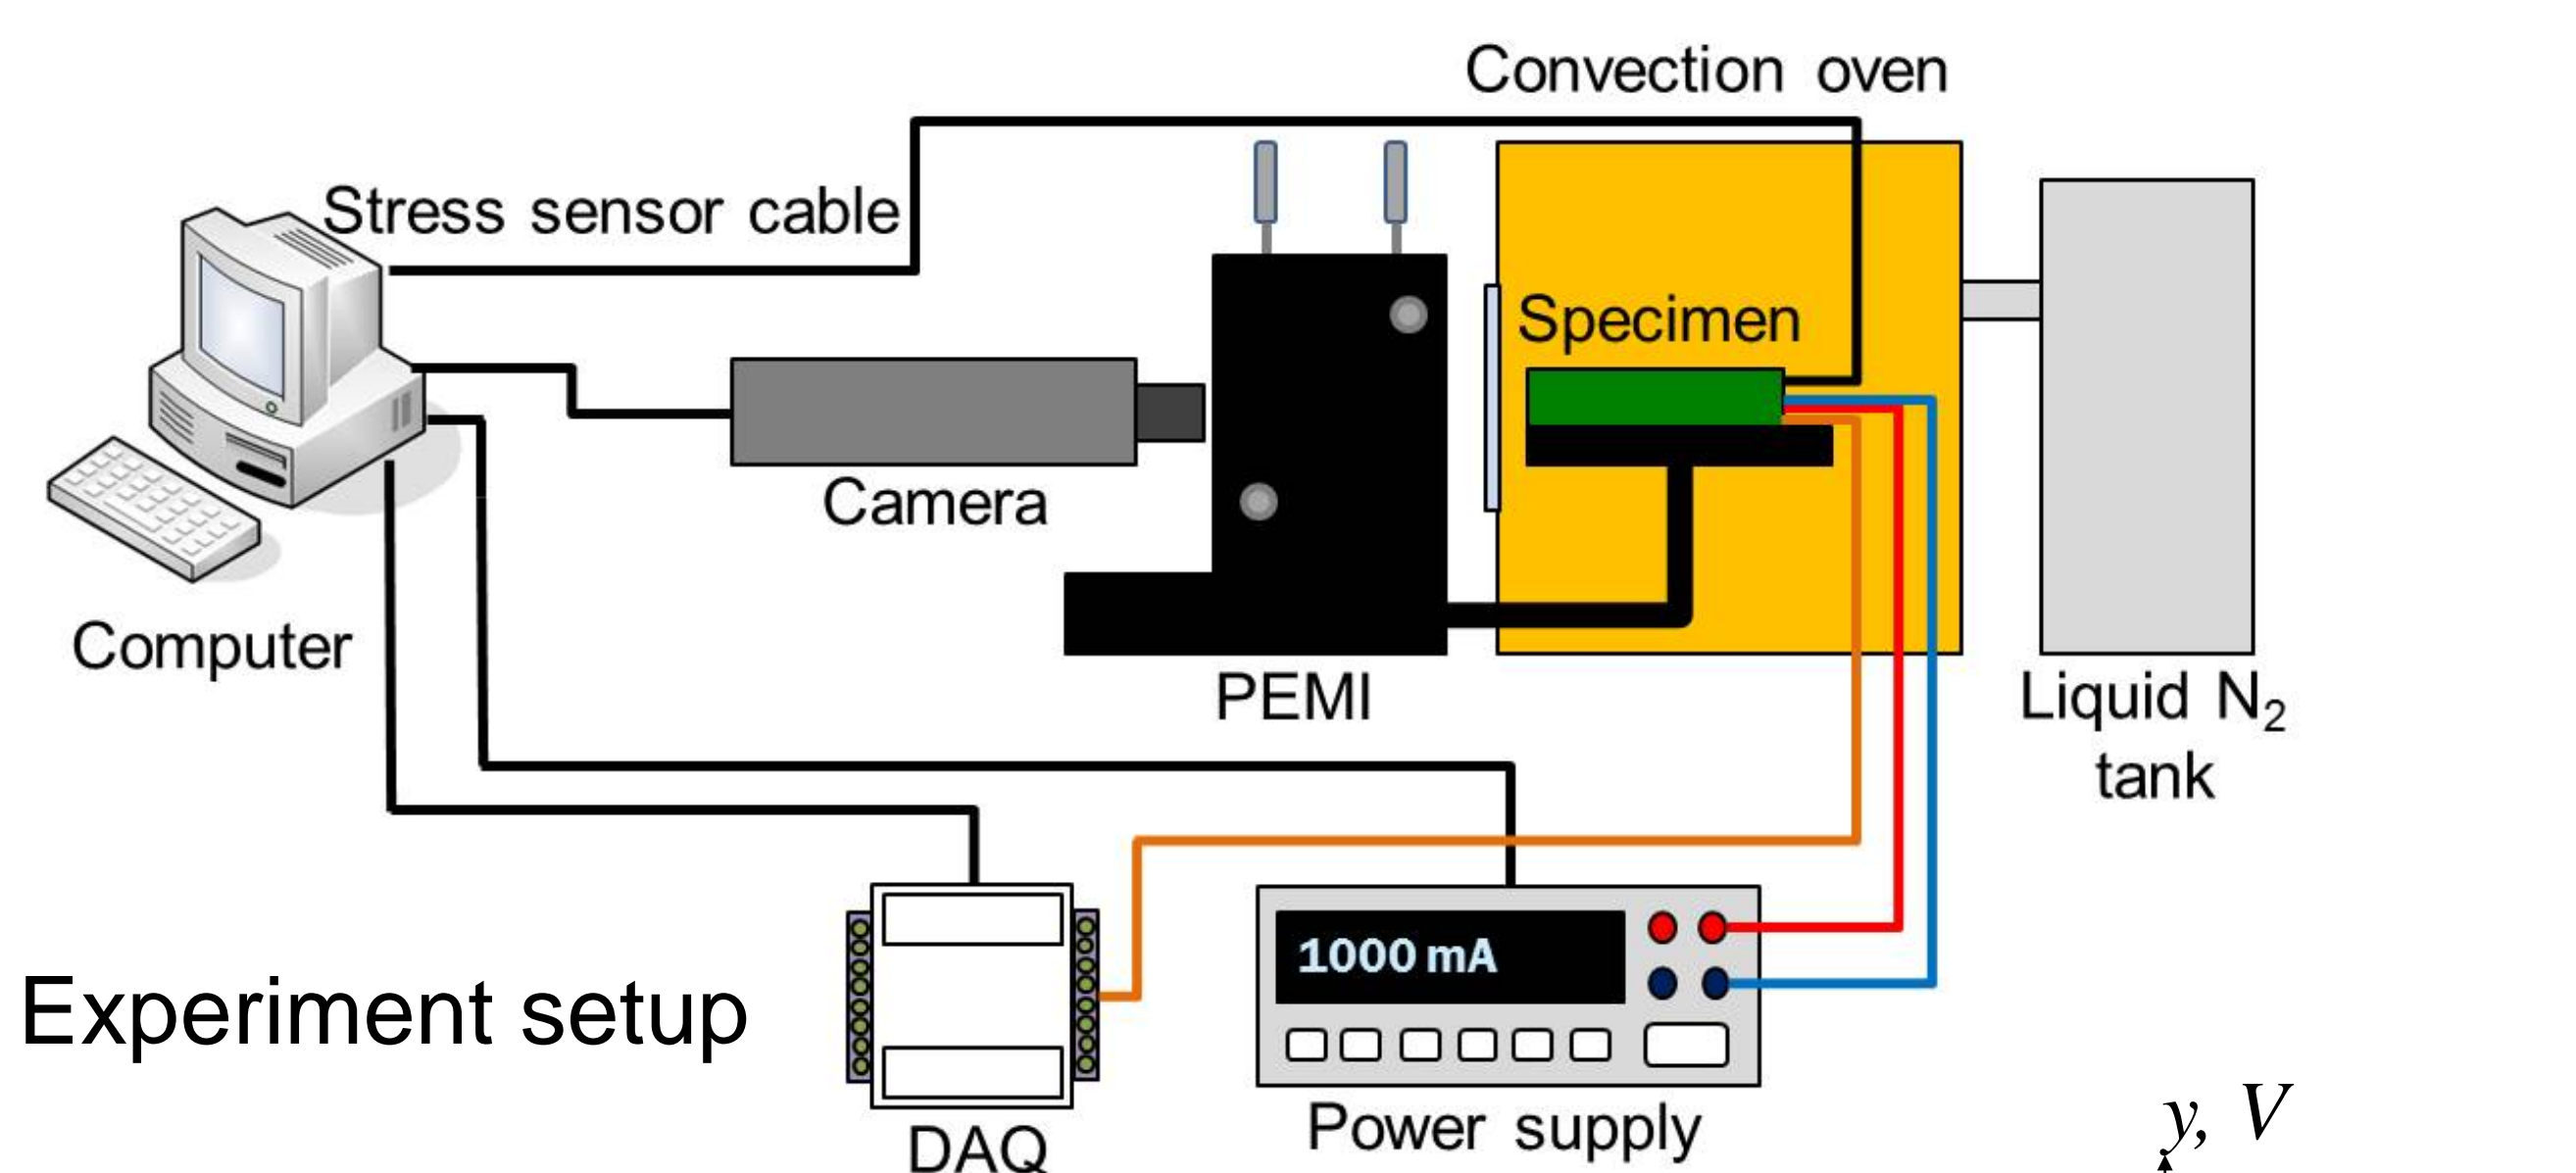 Convection oven
Stress sensor cable
Specimen
Camera
Computer
PEMI
Liquid N₂
tank
1000 mA
Experiment setup
Power supply
DAQ
y, V